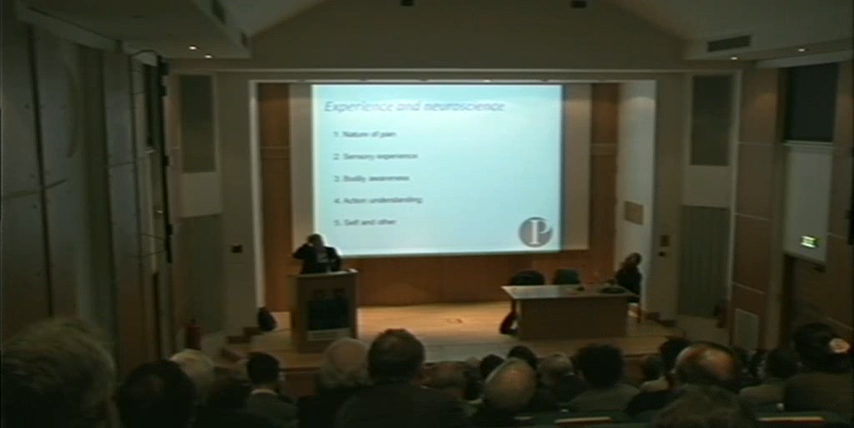 Experience and neuroscience
1. Nature of pain
2. Sensory experience
3. Bodily awareness
4. Action understanding
5. Self and other
P